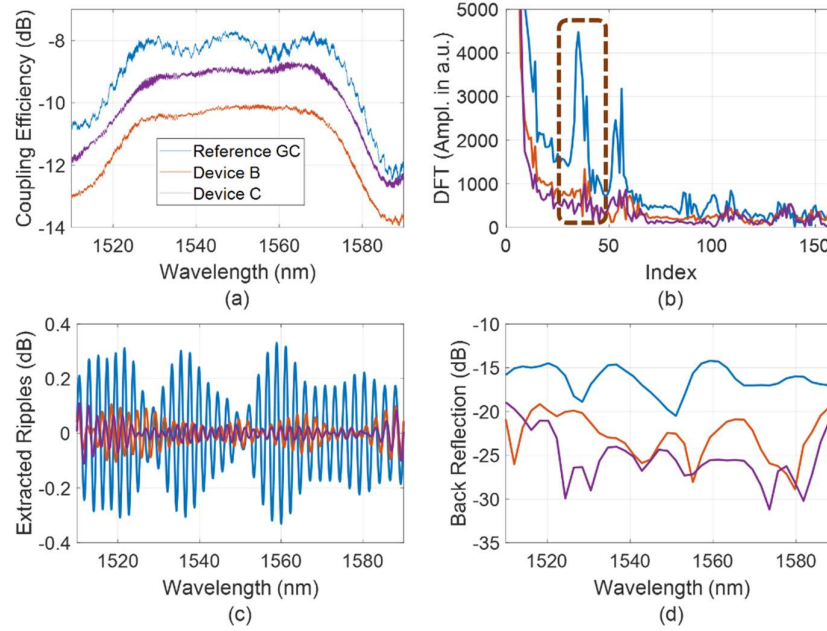 -6
-8
-10
-12
-14
Coupling Efficiency (dB)
Reference GC
Device B
Device C
1520
1540
1560
1580
Wavelength (nm)
(a)
5000
4000
3000
2000
1000
0
DFT (Ampl. in a.u.)
0
50
100
150
Index
(b)
0.4
0.2
0
-0.2
-0.4
Extracted Ripples (dB)
1520
1540
1560
1580
Wavelength (nm)
(c)
-10
-15
-20
-25
-30
-35
Back Reflection (dB)
1520
1540
1560
1580
Wavelength (nm)
(d)